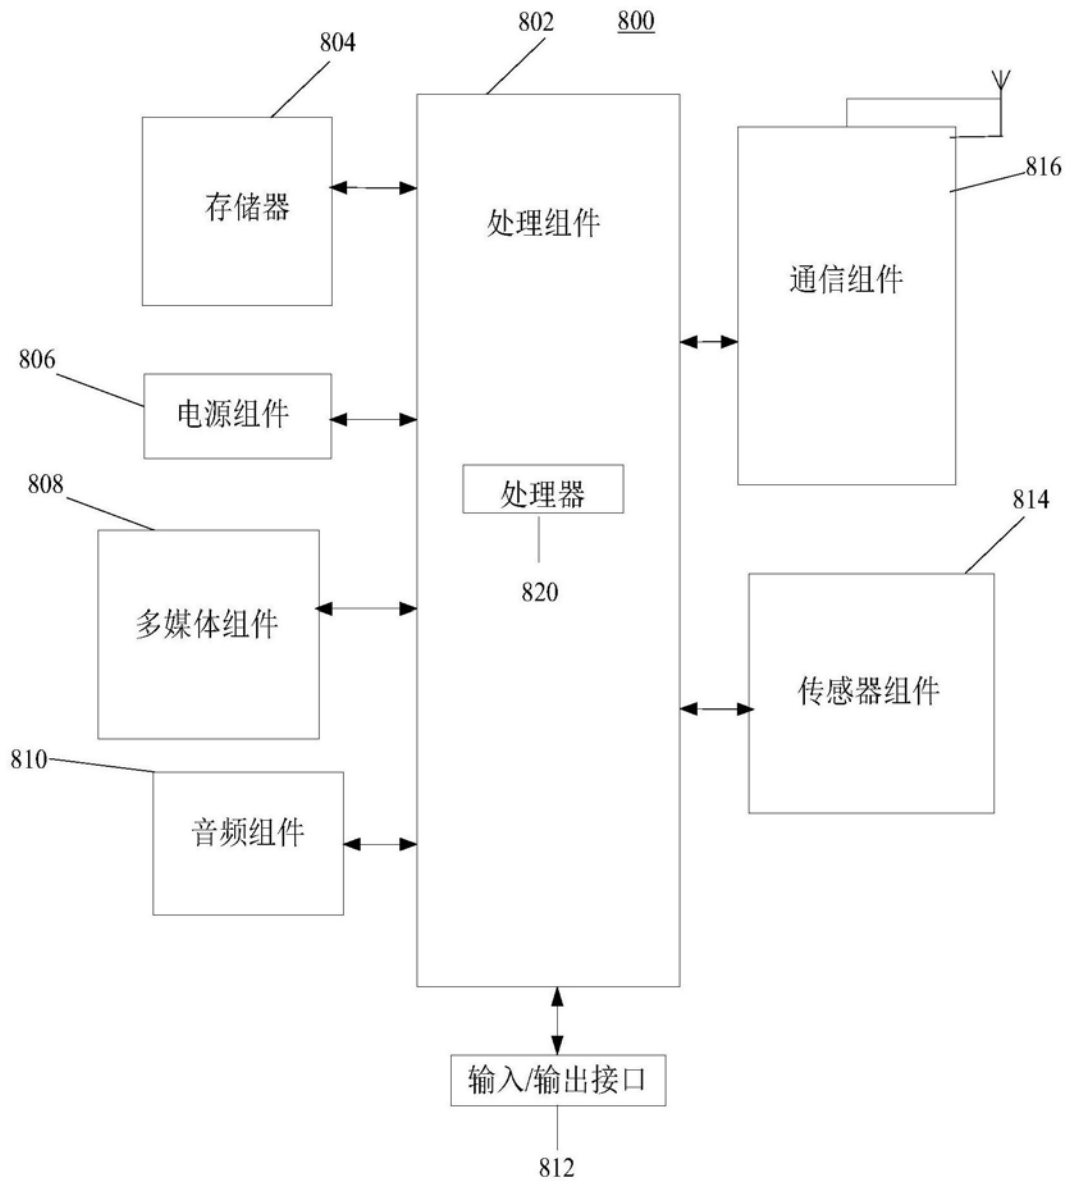 802
800
804
存储器
处理组件
816
通信组件
806
电源组件
808
处理器
814
820
多媒体组件
传感器组件
810
音频组件
输入/输出接口
812